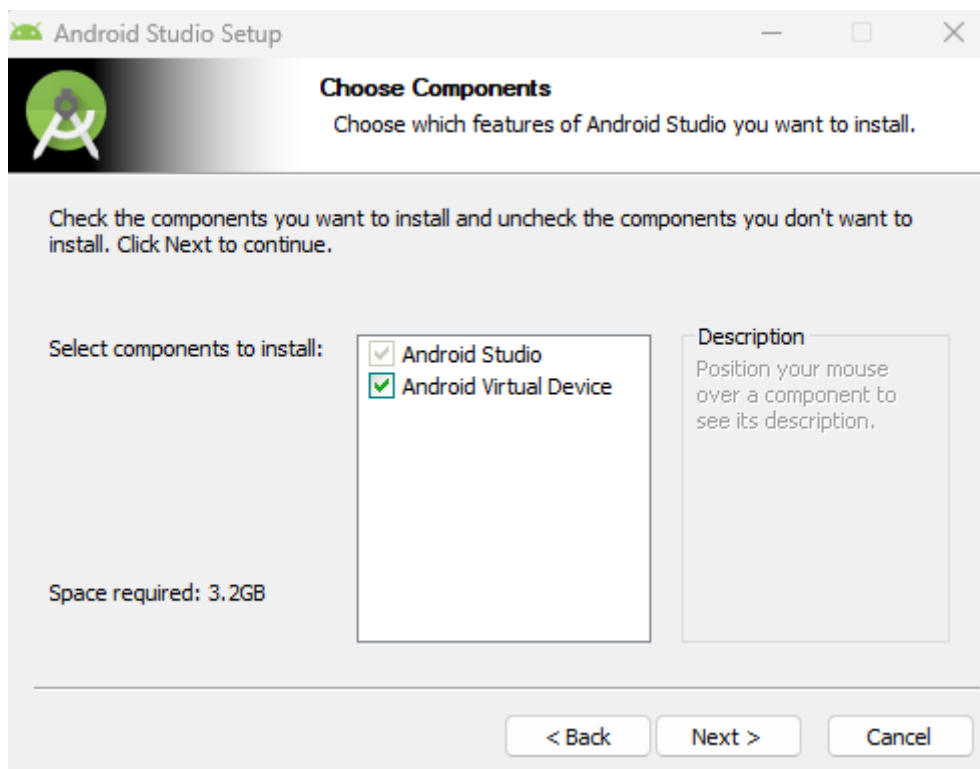 Android Studio Setup
Choose Components
Choose which features of Android Studio you want to install.
Check the components you want to install and uncheck the components you don't want to
install. Click Next to continue.
Select components to install:
Android Studio
Android Virtual Device
Description
Position your mouse
over a component to
see its description.
Space required: 3.2GB
< Back
Next >
Cancel